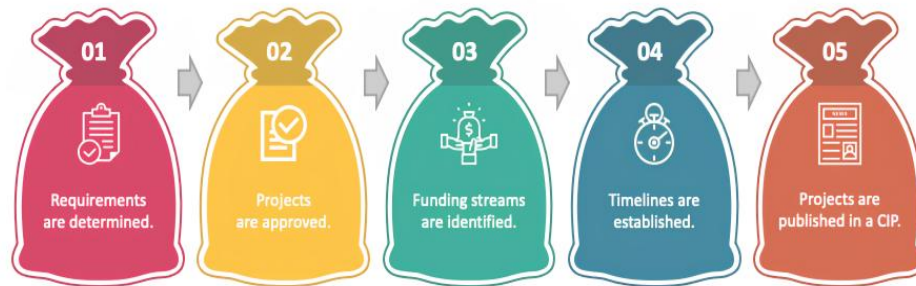 01
Requirements
are determined.
02
Projects
are approved.
03
$
Funding streams
are identified.
04
Timelines are
established.
05
NEWS
Projects are
published in a CIP.